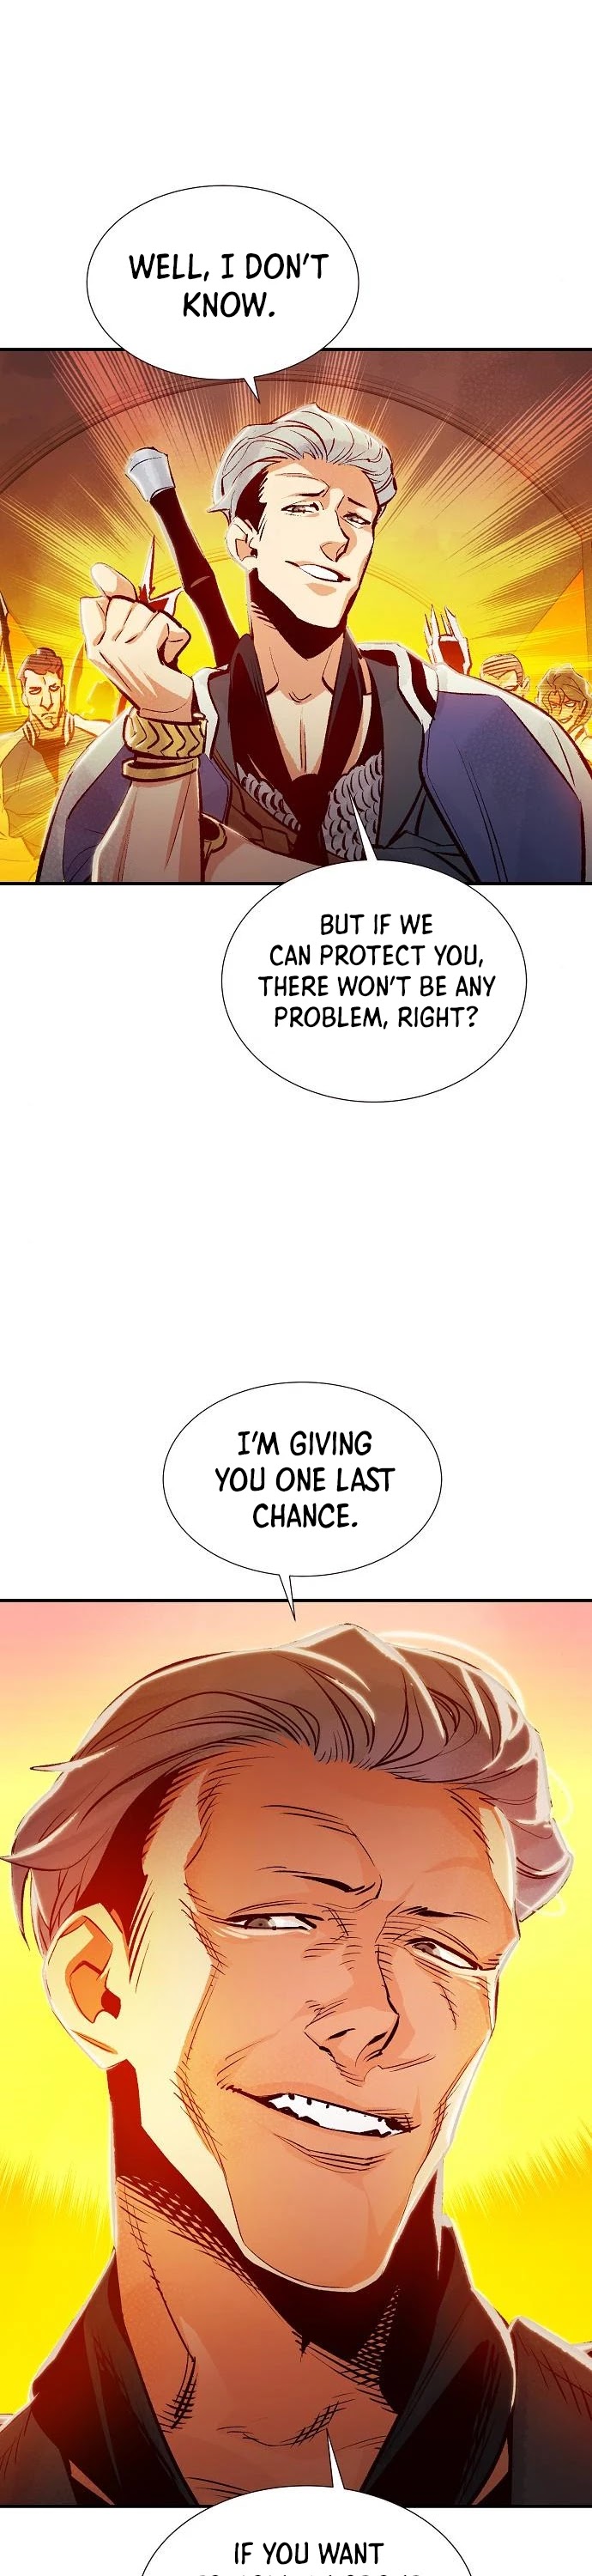 WELL, I DON'T
KNOW.
BUT IF WE
CAN PROTECT YOU,
THERE WON'T BE ANY
PROBLEM, RIGHT?
I'M GIVING
YOU ONE LAST
CHANCE.
IF YOU WANT